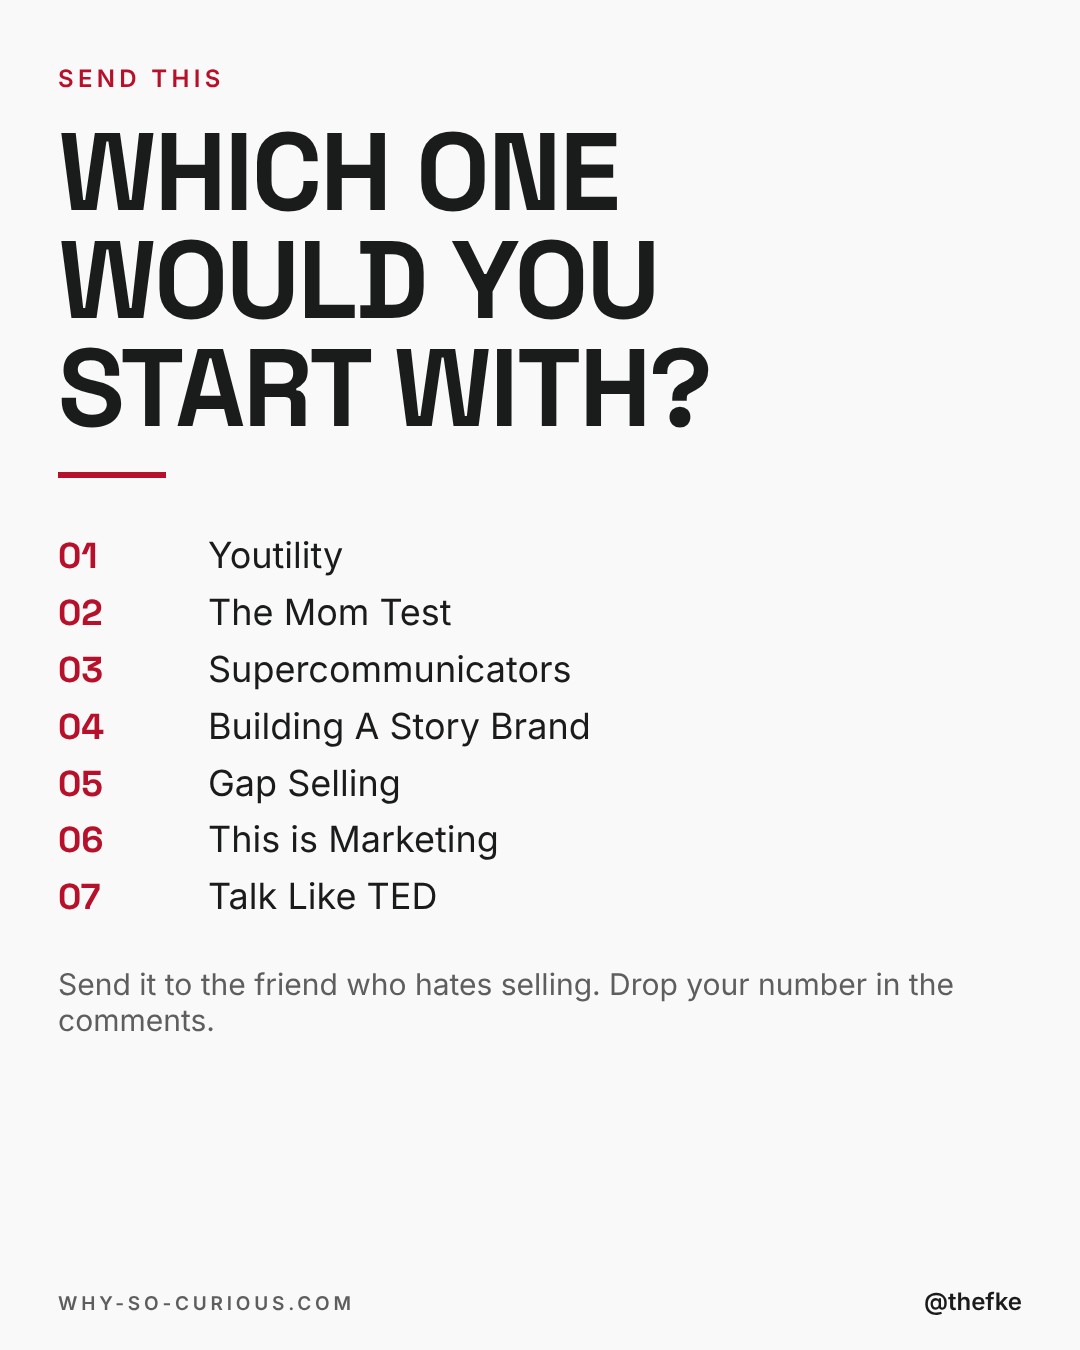 SEND THIS
WHICH ONE
WOULD YOU
START WITH?
01 Youtility
02 The Mom Test
03 Supercommunicators
04 Building A Story Brand
05 Gap Selling
06 This is Marketing
07 Talk Like TED
Send it to the friend who hates selling. Drop your number in the
comments.
WHY-SO-CURIOUS.COM @thefke